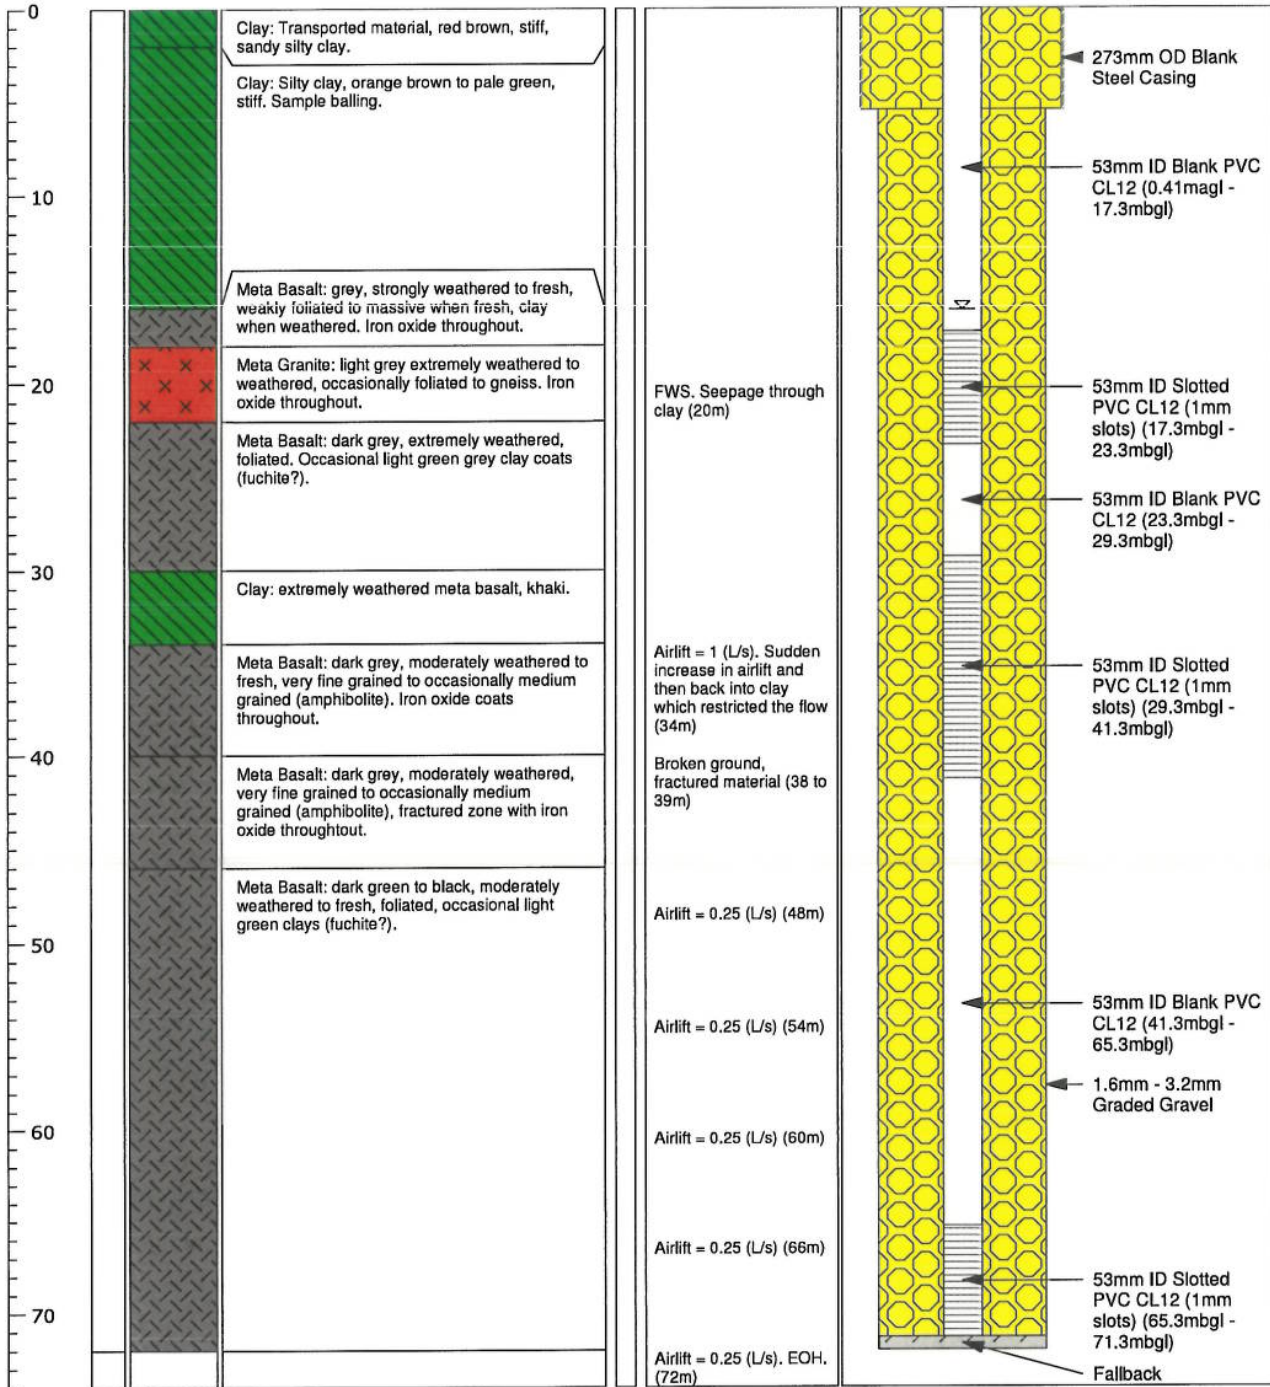 0
10
20
30
40
50
60
70
Clay: Transported material, red brown, stiff,
sandy silty clay.
Clay: Silty clay, orange brown to pale green,
stiff. Sample balling.
Meta Basalt: grey, strongly weathered to fresh,
weakly foliated to massive when fresh, clay
when weathered. Iron oxide throughout.
Meta Granite: light grey extremely weathered to
weathered, occasionally foliated to gneiss. Iron
oxide throughout.
Meta Basalt: dark grey, extremely weathered,
foliated. Occasional light green grey clay coats
(fuchite?).
Clay: extremely weathered meta basalt, khaki.
Meta Basalt: dark grey, moderately weathered to
fresh, very fine grained to occasionally medium
grained (amphibolite). Iron oxide coats
throughout.
Meta Basalt: dark grey, moderately weathered,
very fine grained to occasionally medium
grained (amphibolite), fractured zone with iron
oxide throughtout.
Meta Basalt: dark green to black, moderately
weathered to fresh, foliated, occasional light
green clays (fuchite?).
FWS. Seepage through
clay (20m)
Airlift = 1 (L/s). Sudden
increase in airlift and
then back into clay
which restricted the flow
(34m)
Broken ground,
fractured material (38 to
39m)
Airlift = 0.25 (L/s) (48m)
Airlift = 0.25 (L/s) (54m)
Airlift = 0.25 (L/s) (60m)
Airlift = 0.25 (L/s) (66m)
Airlift = 0.25 (L/s). EOH.
(72m)
273mm OD Blank
Steel Casing
53mm ID Blank PVC
CL12 (0.41magl -
17.3mbgl)
53mm ID Slotted
PVC CL12 (1mm
slots) (17.3mbgl -
23.3mbgl)
53mm ID Blank PVC
CL12 (23.3mbgl -
29.3mbgl)
53mm ID Slotted
PVC CL12 (1mm
slots) (29.3mbgl -
41.3mbgl)
53mm ID Blank PVC
CL12 (41.3mbgl -
65.3mbgl)
1.6mm - 3.2mm
Graded Gravel
53mm ID Slotted
PVC CL12 (1mm
slots) (65.3mbgl -
71.3mbgl)
Fallback